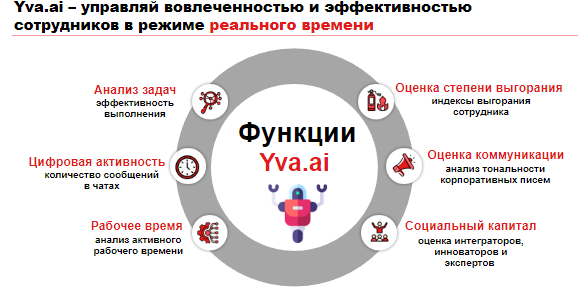 Yva.ai – управляй вовлеченностью и эффективностью
сотрудников в режиме реального времени
Анализ задач
эффективность
выполнения
Цифровая активность
количество сообщений
в чатах
Рабочее время
анализ активного
рабочего времени
Функции
Yva.ai
Оценка степени выгорания
индексы выгорания
сотрудника
Оценка коммуникации
анализ тональности
корпоративных писем
Социальный капитал
оценка интеграторов,
инноваторов и
экспертов